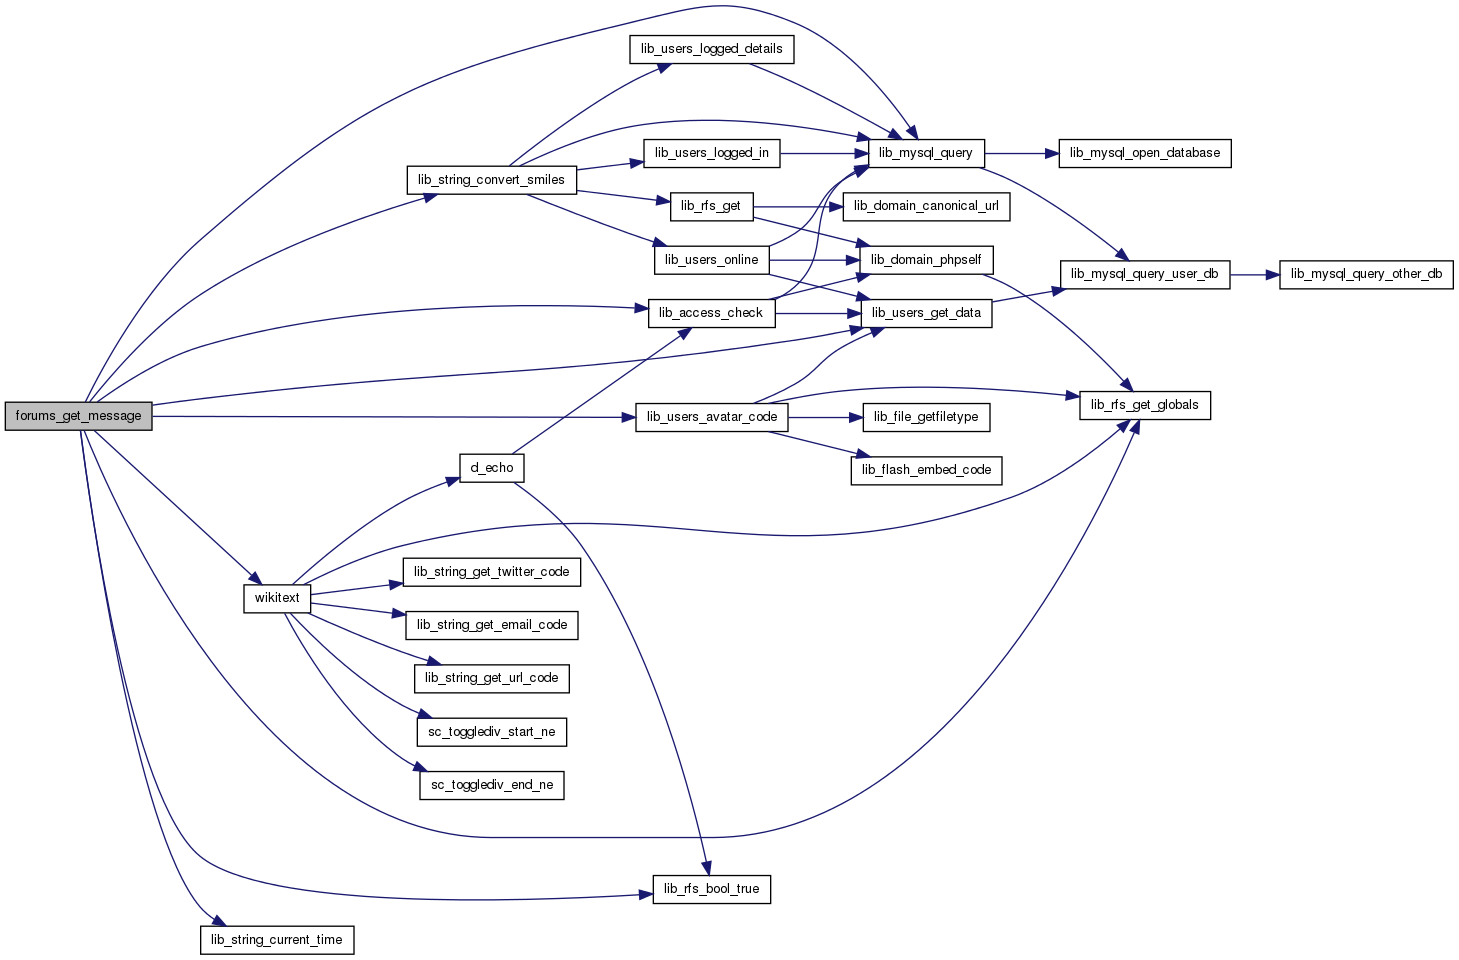 lib_users_logged_details
lib_users_logged_in
lib_mysql_query
lib_mysql_open_database
lib_string_convert_smiles
lib_rfs_get
lib_domain_canonical_url
lib_users_online
lib_domain_phpself
lib_mysql_query_user_db
lib_mysql_query_other_db
lib_access_check
lib_users_get_data
forums_get_message
lib_users_avatar_code
lib_file_getfiletype
lib_rfs_get_globals
d_echo
lib_flash_embed_code
lib_string_get_twitter_code
wikitext
lib_string_get_email_code
lib_string_get_url_code
sc_togglediv_start_ne
sc_togglediv_end_ne
lib_rfs_bool_true
lib_string_current_time